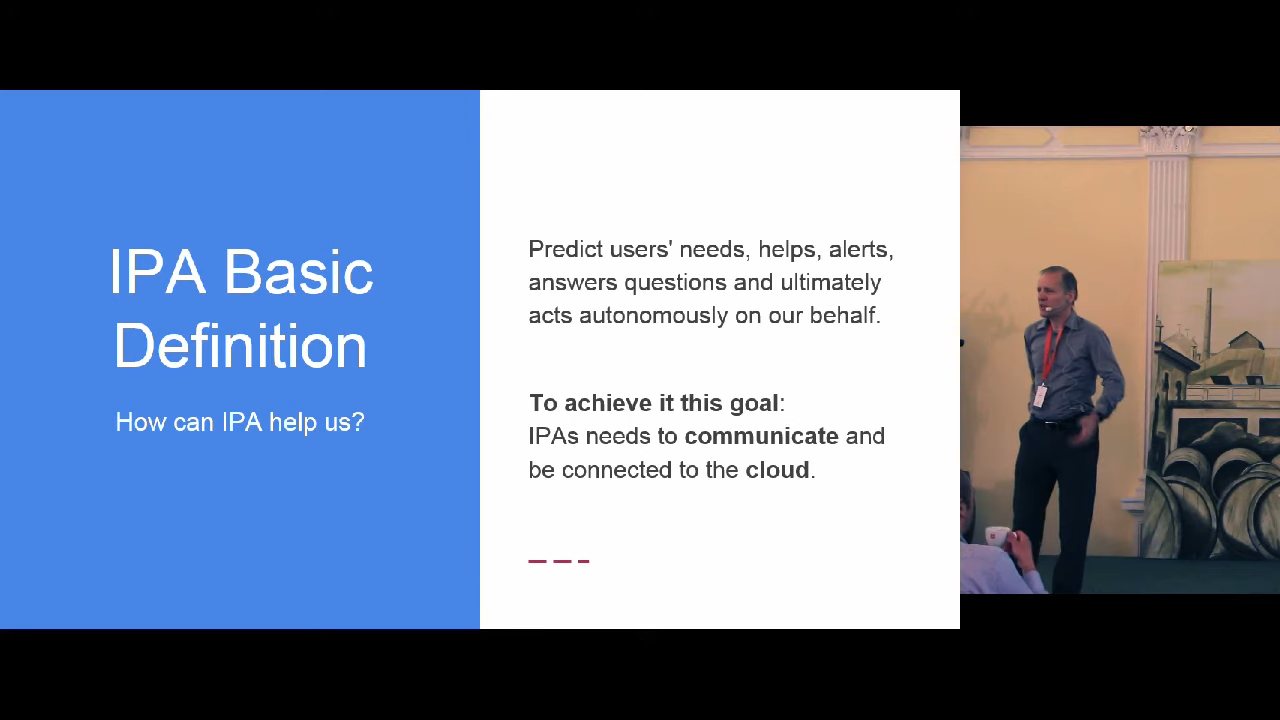 IPA Basic
Definition
How can IPA help us?
Predict users' needs, helps, alerts,
answers questions and ultimately
acts autonomously on our behalf.
To achieve it this goal:
IPAs needs to communicate and
be connected to the cloud.